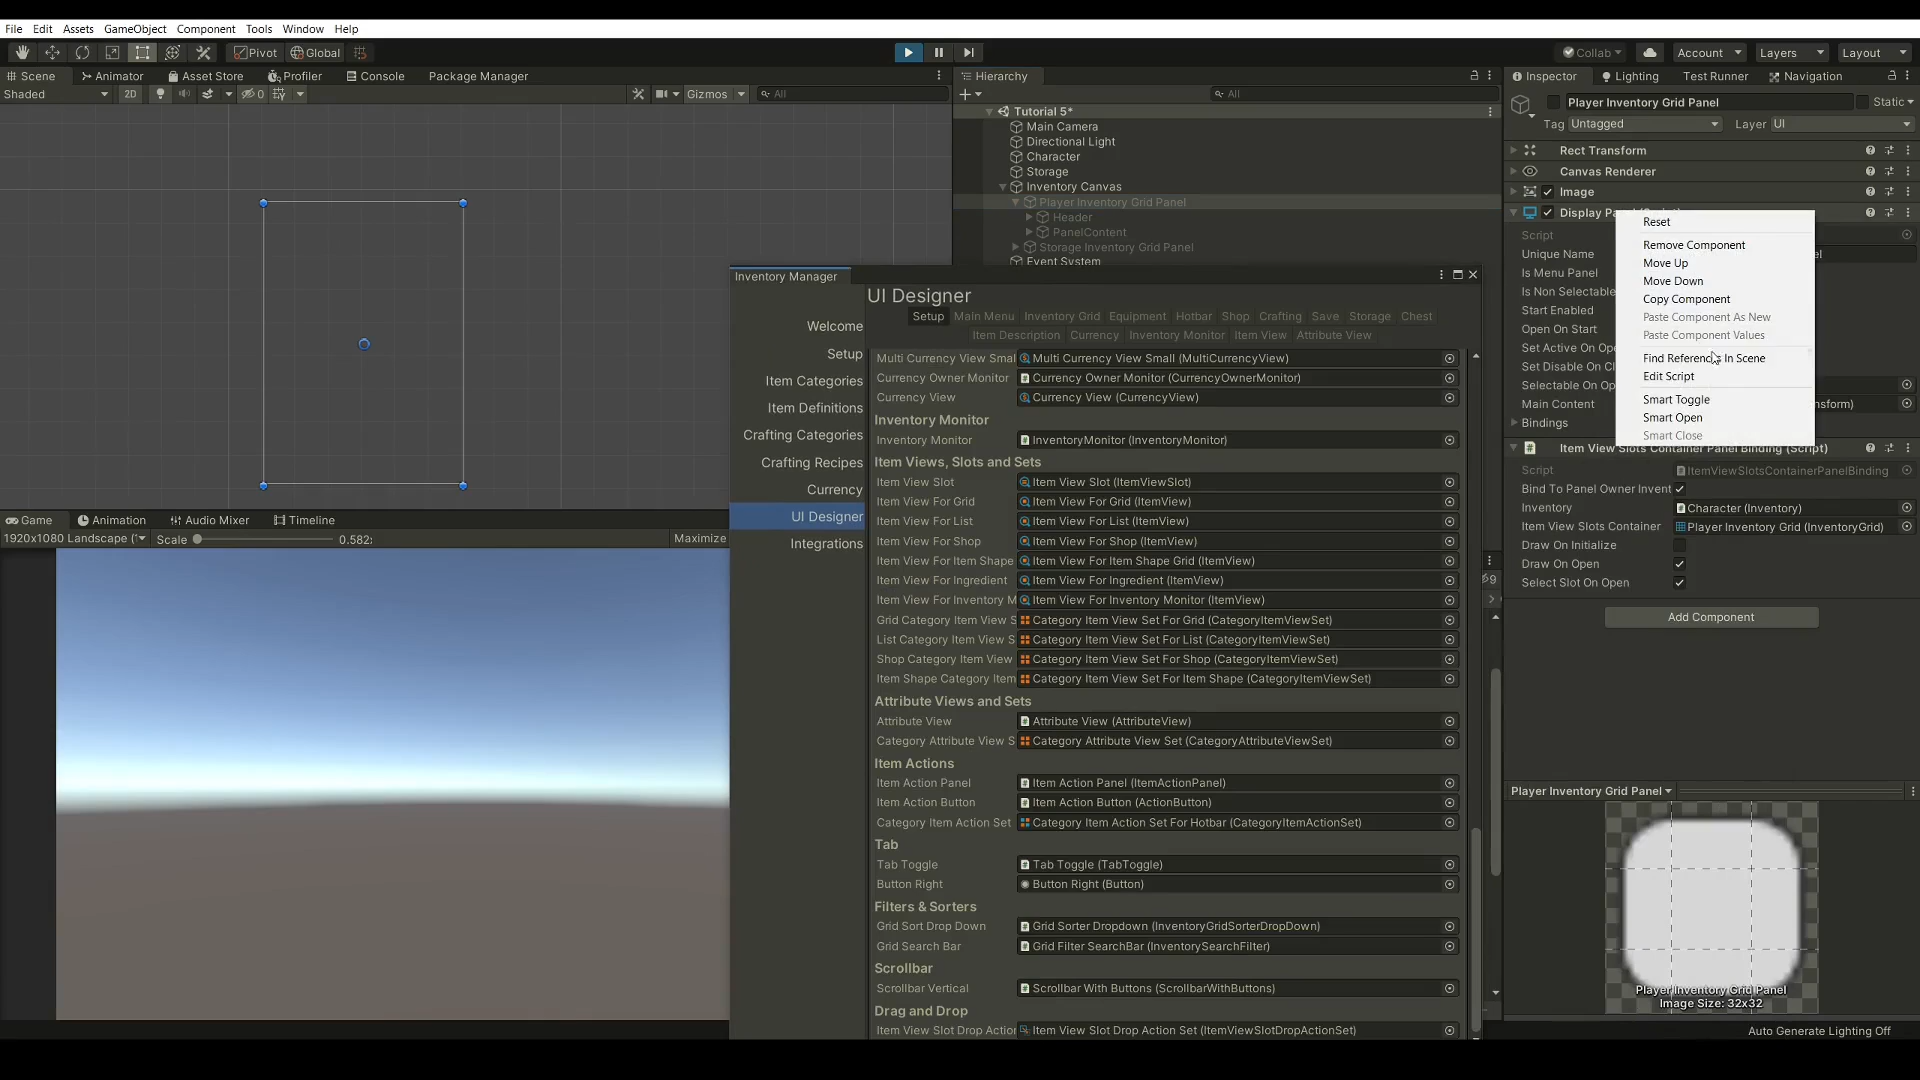 File Edit Assets GameObject Component Tools Window Help
Pivot Global Collab Account Layers Layout
Scene Animator Asset Store Profiler Console Package Manager
Shaded 2D 0 Gizmos All
Hierarchy
All
Tutorial 5*
Main Camera
Directional Light
Character
Storage
Inventory Canvas
Player Inventory Grid Panel
Header
PanelContent
Storage Inventory Grid Panel
Event System
Game Animation Audio Mixer Timeline
1920x1080 Landscape (1 Scale 0.582: Maximize
Inventory Manager
Welcome
Setup
Item Categories
Item Definitions
Crafting Categories
Crafting Recipes
Currency
UI Designer
Integrations
UI Designer
Setup Main Menu Inventory Grid Equipment Hotbar Shop Crafting Save Storage Chest
Item Description Currency Inventory Monitor Item View Attribute View
Multi Currency View Smal Multi Currency View Small (MultiCurrencyView)
Currency Owner Monitor Currency Owner Monitor (CurrencyOwnerMonitor)
Currency View Currency View (CurrencyView)
Inventory Monitor
Inventory Monitor InventoryMonitor (InventoryMonitor)
Item Views, Slots and Sets
Item View Slot Item View Slot (ItemViewSlot)
Item View For Grid Item View For Grid (ItemView)
Item View For List Item View For List (ItemView)
Item View For Shop Item View For Shop (ItemView)
Item View For Item Shape Item View For Item Shape Grid (ItemView)
Item View For Ingredient Item View For Ingredient (ItemView)
Item View For Inventory M Item View For Inventory Monitor (ItemView)
Grid Category Item View S Category Item View Set For Grid (CategoryItemViewSet)
List Category Item View S Category Item View Set For List (CategoryItemViewSet)
Shop Category Item View Category Item View Set For Shop (CategoryItemViewSet)
Item Shape Category Item Category Item View Set For Item Shape (CategoryItemViewSet)
Attribute Views and Sets
Attribute View Attribute View (AttributeView)
Category Attribute View S Category Attribute View Set (CategoryAttributeViewSet)
Item Actions
Item Action Panel Item Action Panel (ItemActionPanel)
Item Action Button Item Action Button (ActionButton)
Category Item Action Set Category Item Action Set For Hotbar (CategoryItemActionSet)
Tab
Tab Toggle Tab Toggle (TabToggle)
Button Right Button Right (Button)
Filters & Sorters
Grid Sort Drop Down Grid Sorter Dropdown (InventoryGridSorterDropDown)
Grid Search Bar Grid Filter SearchBar (InventorySearchFilter)
Scrollbar
Scrollbar Vertical Scrollbar With Buttons (ScrollbarWithButtons)
Drag and Drop
Item View Slot Drop Action Item View Slot Drop Action Set (ItemViewSlotDropActionSet)
9
Inspector Lighting Test Runner Navigation
Player Inventory Grid Panel Static
Tag Untagged Layer UI
Rect Transform
Canvas Renderer
Image
Display Panel
Script
Unique Name
Is Menu Panel
Is Non Selectable
Start Enabled
Open On Start
Set Active On Ope
Set Disable On Cl
Selectable On Op
Main Content nsform)
Bindings
Reset
Remove Component
Move Up
Move Down
Copy Component
Paste Component As New
Paste Component Values
Find References In Scene
Edit Script
Smart Toggle
Smart Open
Smart Close
Item View Slots Container Panel Binding (Script)
Script ItemViewSlotsContainerPanelBinding
Bind To Panel Owner Invent
Inventory Character (Inventory)
Item View Slots Container Player Inventory Grid (InventoryGrid)
Draw On Initialize
Draw On Open
Select Slot On Open
Add Component
Player Inventory Grid Panel
Player Inventory Grid Panel
Image Size: 32x32
Auto Generate Lighting Off